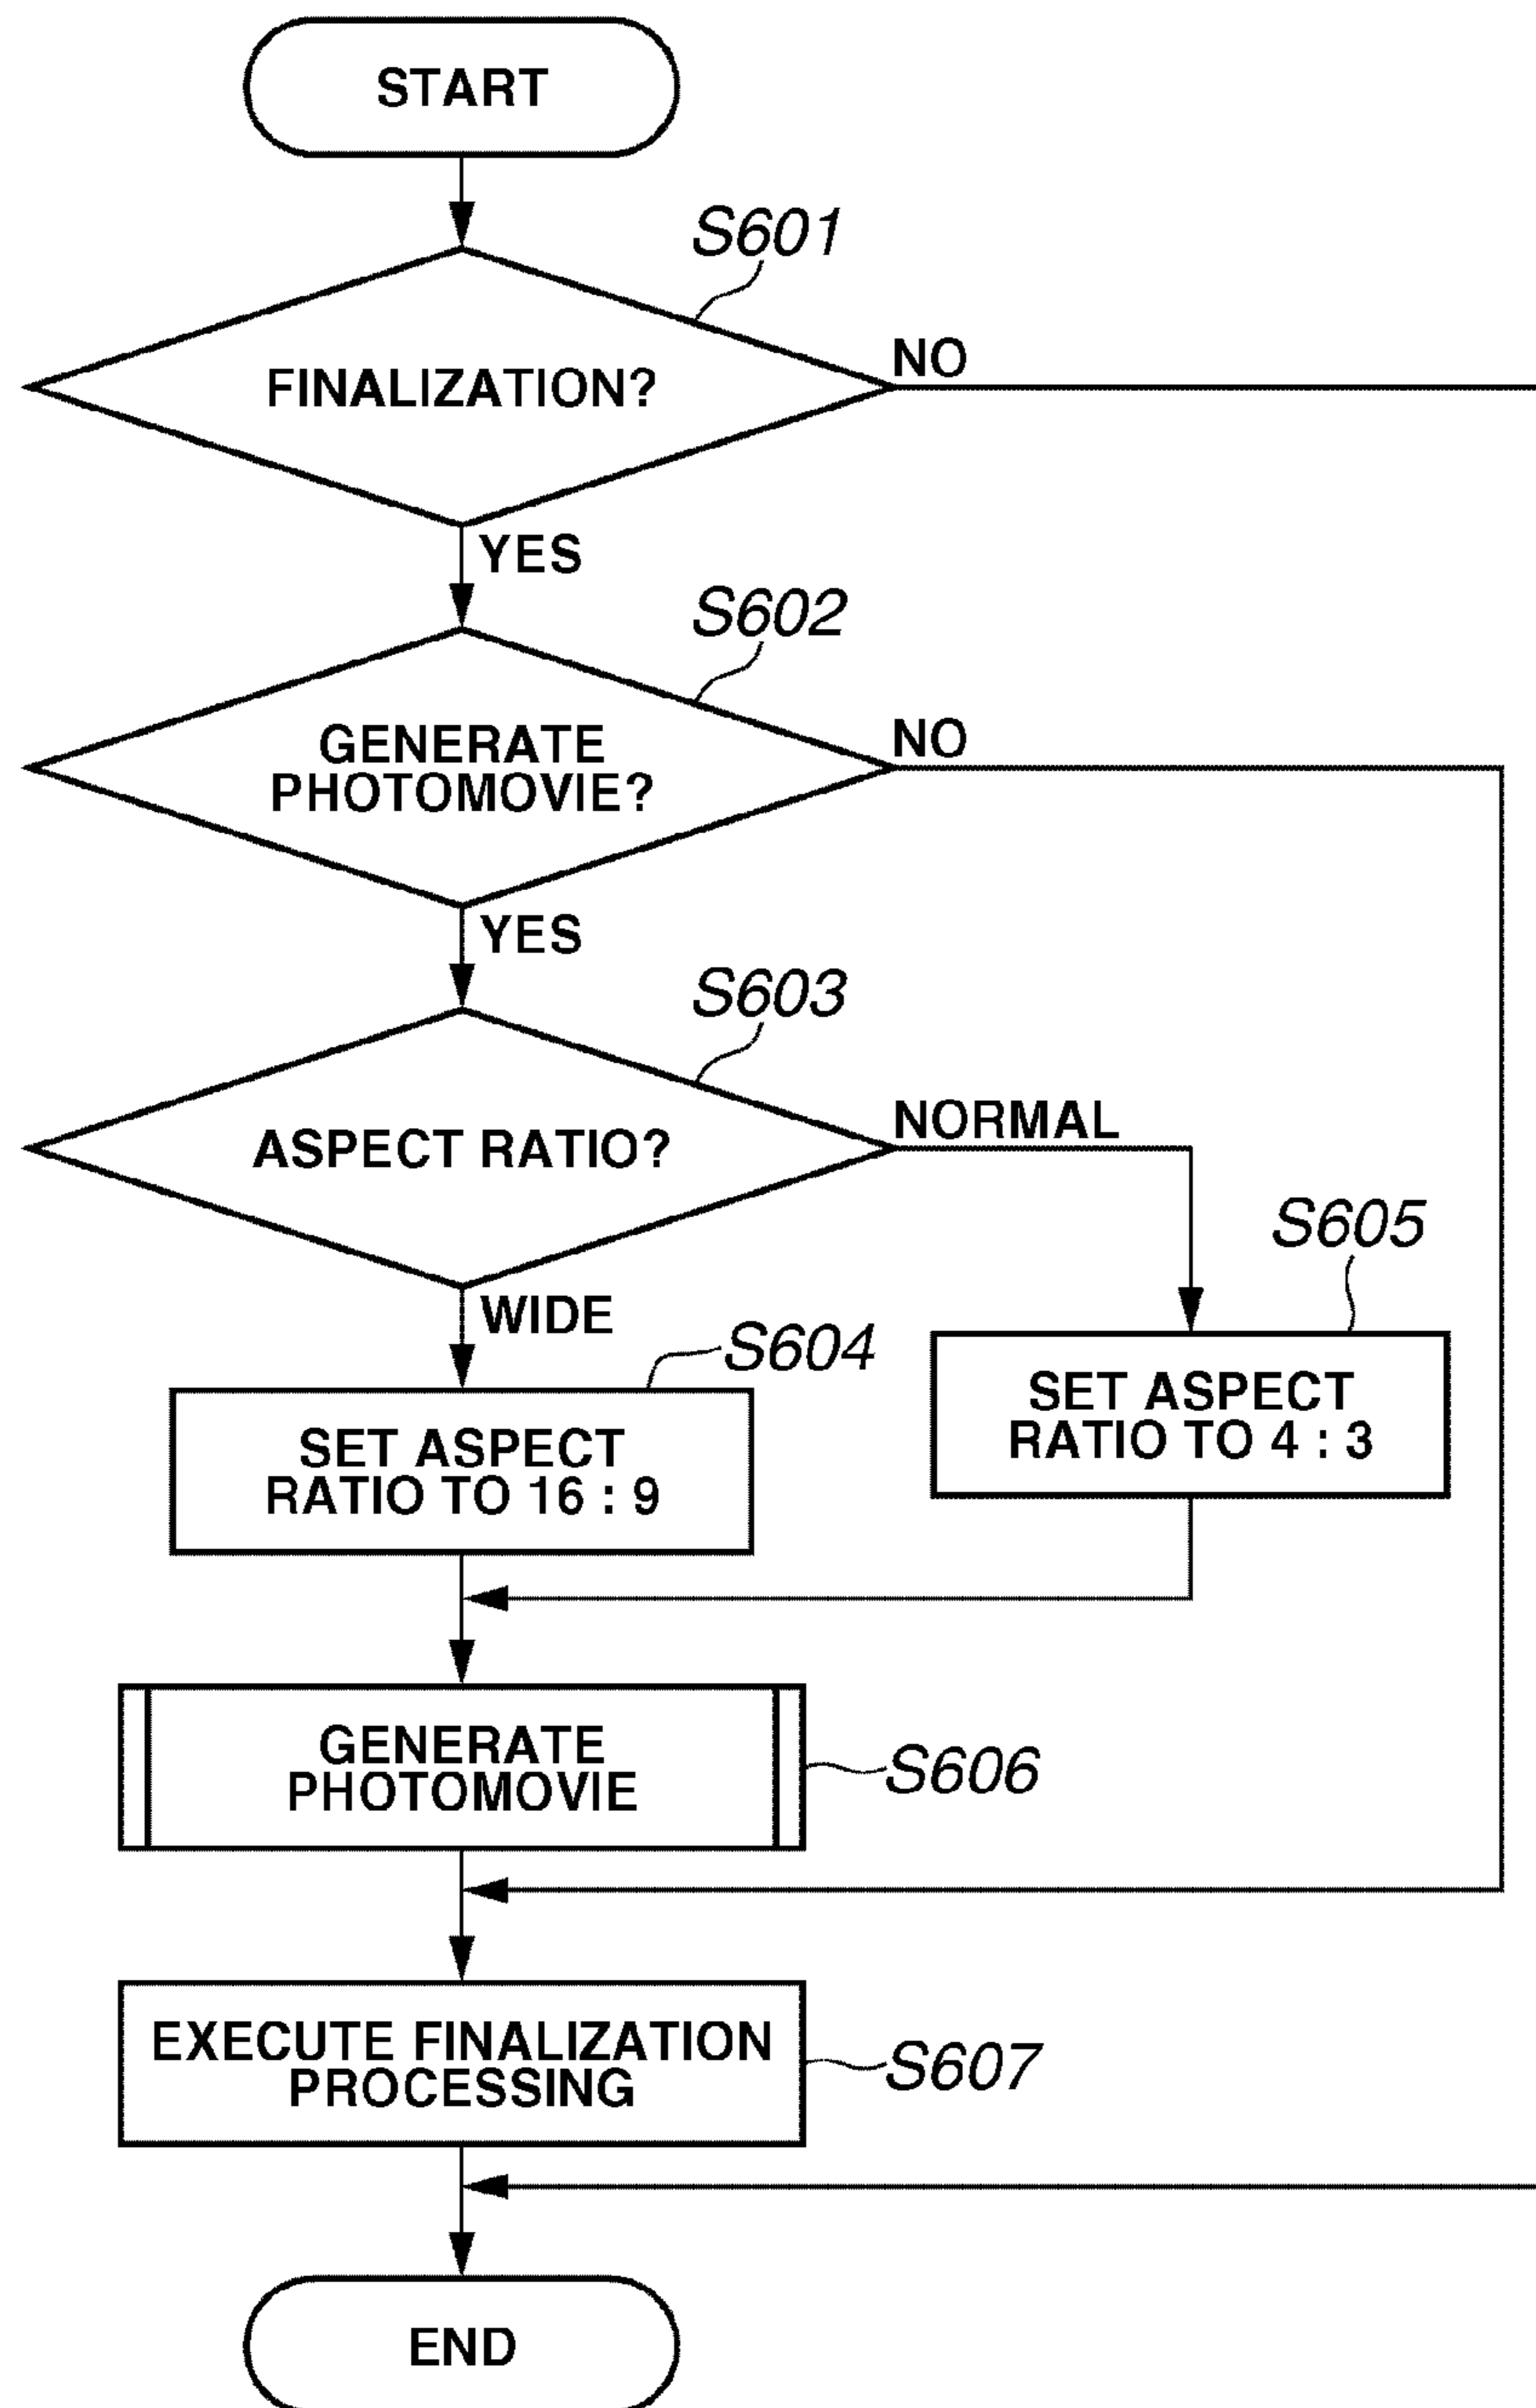 START
S601
FINALIZATION?
NO
YES
S602
GENERATE
PHOTOMOVIE?
NO
YES
S603
ASPECT RATIO?
NORMAL
WIDE
S605
SET ASPECT
RATIO TO 4 : 3
S604
SET ASPECT
RATIO TO 16 : 9
GENERATE
PHOTOMOVIE
S606
EXECUTE FINALIZATION
PROCESSING
S607
END